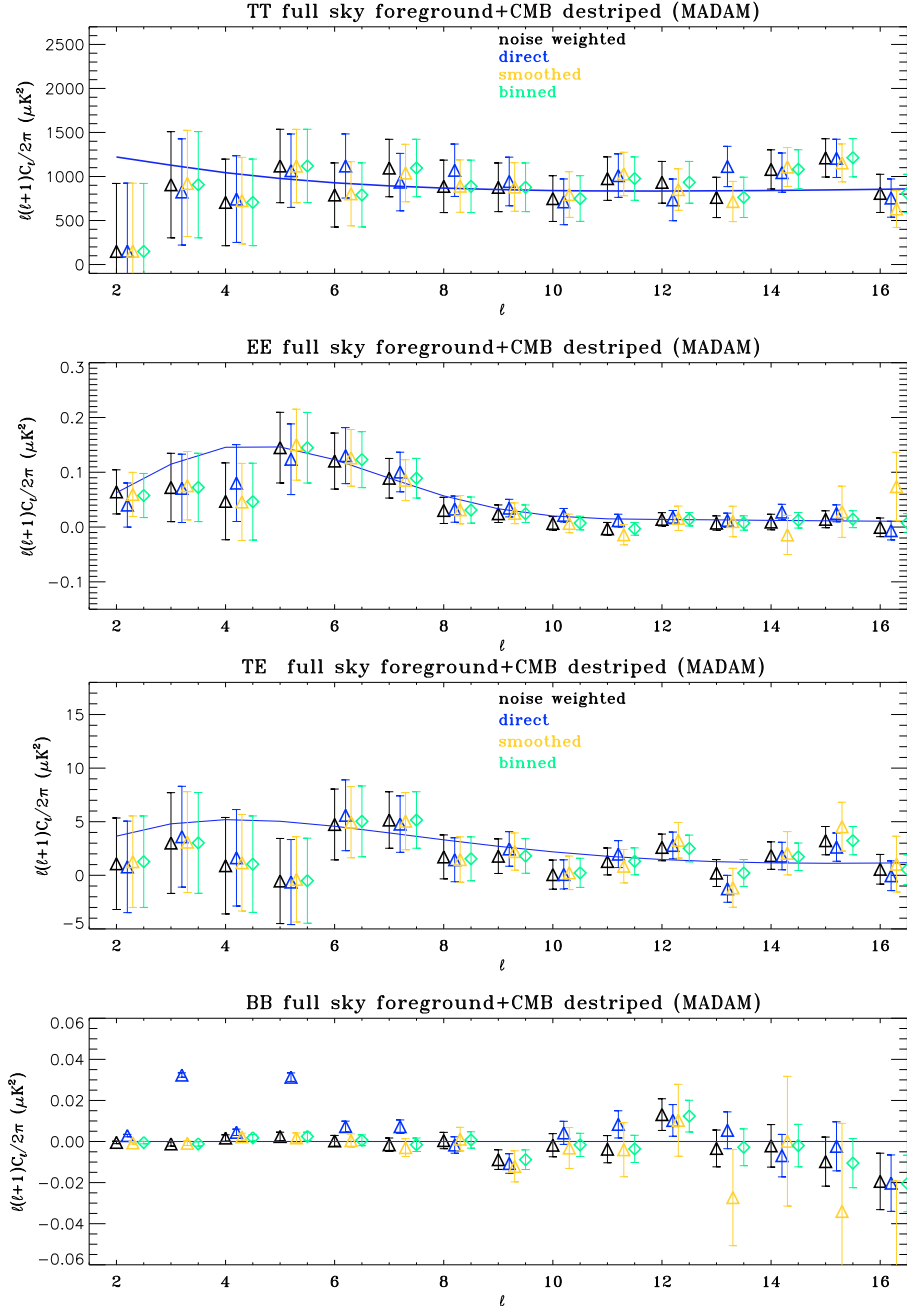 TT full sky foreground+CMB destriped (MADAM)
noise weighted
direct
smoothed
binned
ℓ(ℓ+1)Cℓ/2π (μK²)
2500
2000
1500
1000
500
0
2 4 6 8 10 12 14 16
ℓ
EE full sky foreground+CMB destriped (MADAM)
ℓ(ℓ+1)Cℓ/2π (μK²)
0.3
0.2
0.1
0.0
−0.1
2 4 6 8 10 12 14 16
ℓ
TE full sky foreground+CMB destriped (MADAM)
noise weighted
direct
smoothed
binned
ℓ(ℓ+1)Cℓ/2π (μK²)
15
10
5
0
−5
2 4 6 8 10 12 14 16
ℓ
BB full sky foreground+CMB destriped (MADAM)
ℓ(ℓ+1)Cℓ/2π (μK²)
0.06
0.04
0.02
0.00
−0.02
−0.04
−0.06
2 4 6 8 10 12 14 16
ℓ